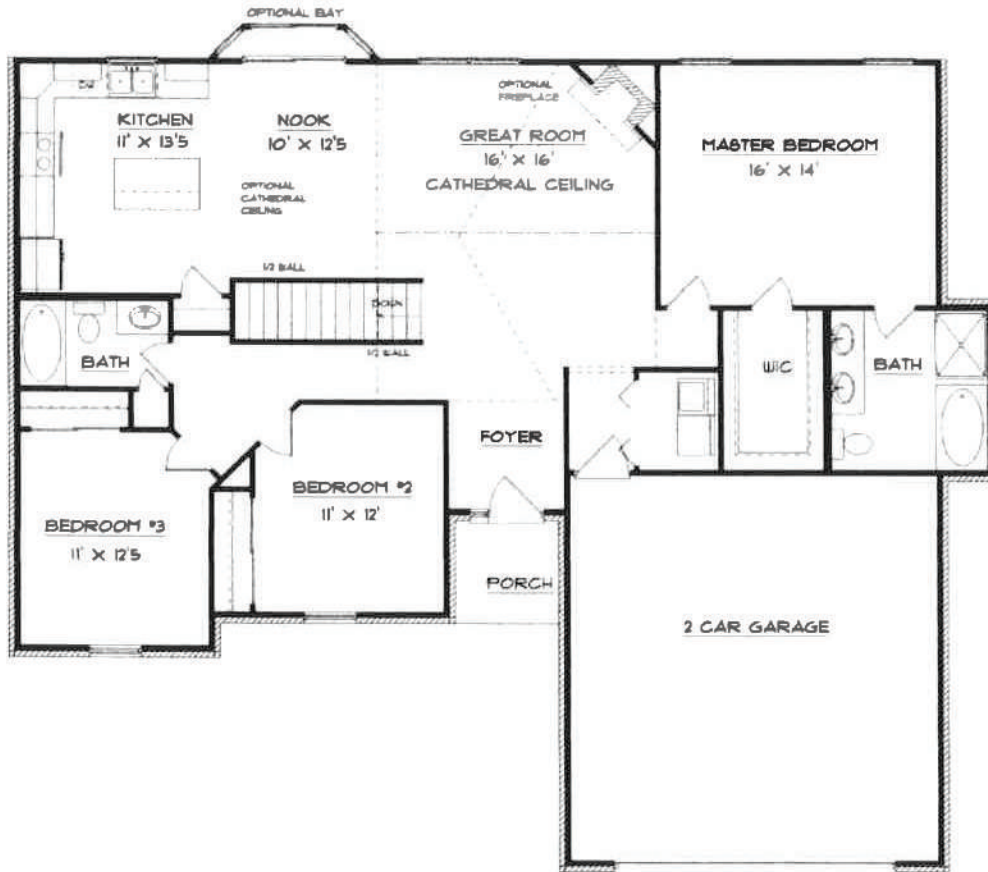 OPTIONAL BAY
DW
KITCHEN
11' X 13'5
NOOK
10' X 12'5
OPTIONAL
CATHEDRAL
CEILING
OPTIONAL
FIREPLACE
GREAT ROOM
16' X 16'
CATHEDRAL CEILING
MASTER BEDROOM
16' X 14'
1/2 WALL
DOWN
1/2 WALL
BATH
WIC
BATH
FOYER
BEDROOM #2
11' X 12'
BEDROOM #3
11' X 12'5
PORCH
2 CAR GARAGE